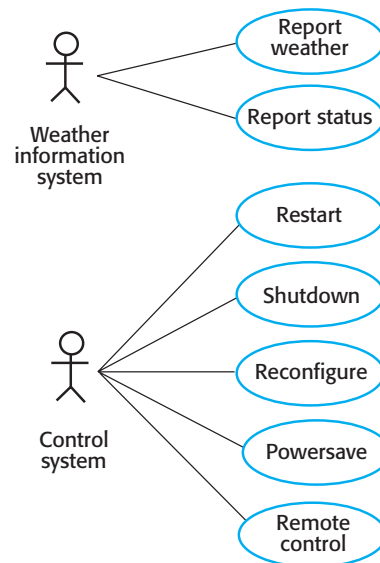 Report
weather
Report status
Weather
information
system
Restart
Shutdown
Reconfigure
Control
system
Powersave
Remote
control